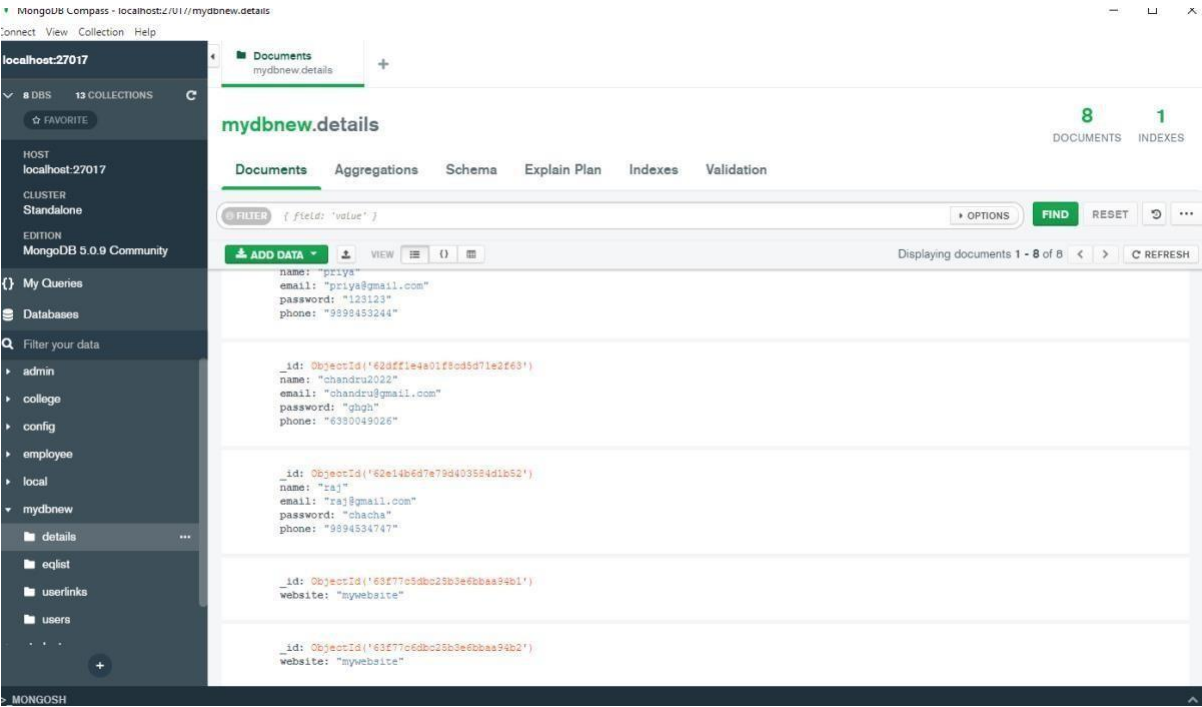 MongoDB Compass - localhost:27017/mydbnew.details
Connect View Collection Help
localhost:27017
8 DBS 13 COLLECTIONS
FAVORITE
HOST
localhost:27017
CLUSTER
Standalone
EDITION
MongoDB 5.0.9 Community
{} My Queries
Databases
Filter your data
admin
college
config
employee
local
mydbnew
details
eqlist
userlinks
users
+
>_MONGOSH
Documents
mydbnew.details
+
mydbnew.details
8
DOCUMENTS
1
INDEXES
Documents Aggregations Schema Explain Plan Indexes Validation
FILTER { field: 'value' }
OPTIONS FIND RESET
ADD DATA VIEW {}
Displaying documents 1 - 8 of 8 < > REFRESH
name: "priya"
email: "priya@gmail.com"
password: "123123"
phone: "9898453244"
_id: ObjectId('62dff1e4a01f8cd5d71e2f63')
name: "chandru2022"
email: "chandru@gmail.com"
password: "ghgh"
phone: "6380049026"
_id: ObjectId('62e14b6d7e79d403584d1b52')
name: "raj"
email: "raj@gmail.com"
password: "chacha"
phone: "9894534747"
_id: ObjectId('63f77c5dbc25b3e6bbaa94b1')
website: "mywebsite"
_id: ObjectId('63f77c6dbc25b3e6bbaa94b2')
website: "mywebsite"